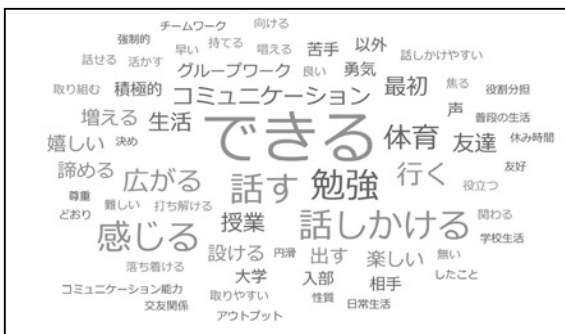 チームワーク 向ける
強制的 早い 持てる 唱える 苦手 以外 話しかけやすい
話せる 活かす グループワーク 良い 勇気 最初 焦る 役割分担
取り組む 積極的 コミュニケーション 声 普段の生活
増える 生活 できる 体育 友達 休み時間
嬉しい 決め
諦める 広がる 話す 勉強 行く 役立つ 友好
尊重 難しい 打ち解ける
どおり 感じる 授業 話しかける 関わる
学校生活
落ち着ける 設ける 円滑 出す 楽しい 無い
大学 入部 相手 したこと
コミュニケーション能力 取りやすい 性質 日常生活
交友関係
アウトプット